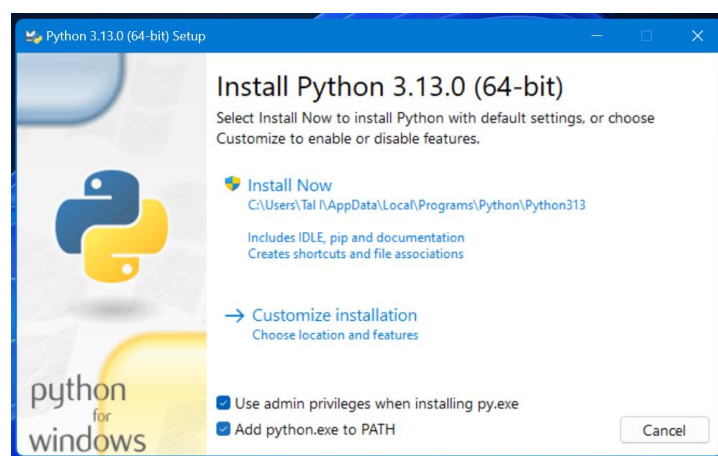 Python 3.13.0 (64-bit) Setup
Install Python 3.13.0 (64-bit)
Select Install Now to install Python with default settings, or choose
Customize to enable or disable features.
Install Now
C:\Users\Tal I\AppData\Local\Programs\Python\Python313
Includes IDLE, pip and documentation
Creates shortcuts and file associations
Customize installation
Choose location and features
python
for
windows
Use admin privileges when installing py.exe
Add python.exe to PATH
Cancel